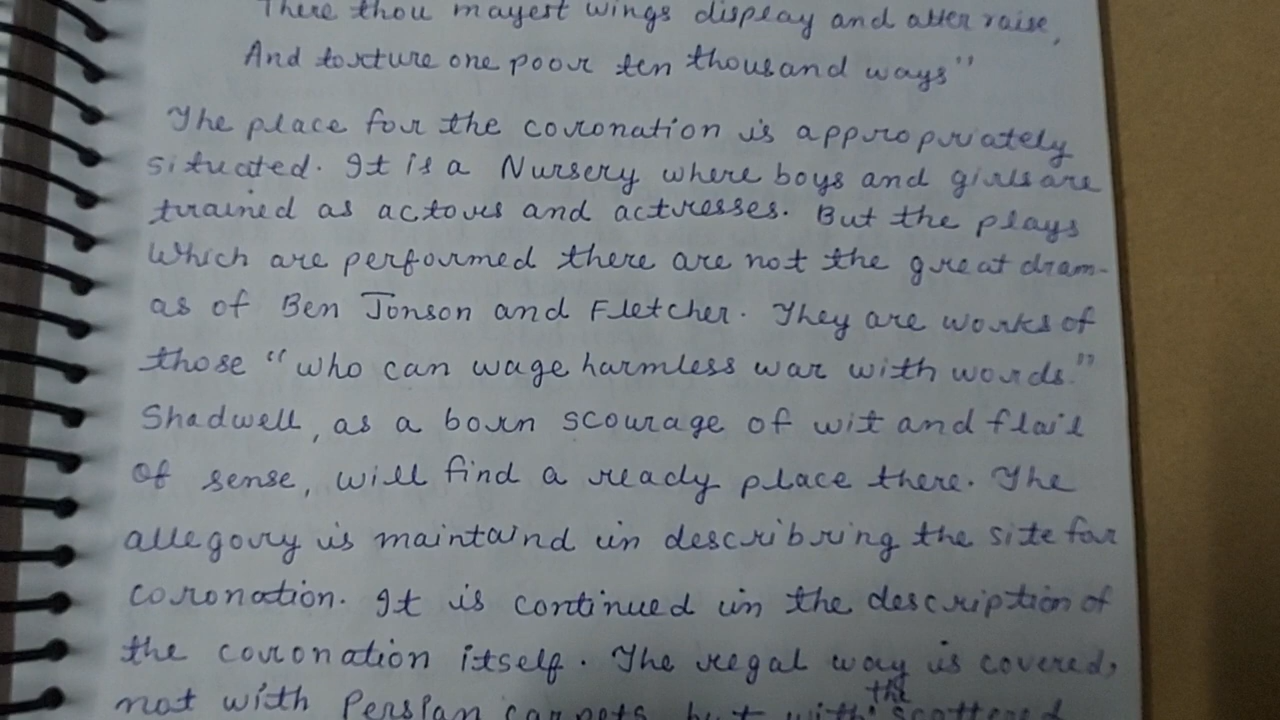 There thou mayest wings display and alter raise,
And torture one poor ten thousand ways"
The place for the coronation is appropriately
situated. It is a Nursery where boys and girls are
trained as actors and actresses. But the plays
Which are performed there are not the great dram-
as of Ben Jonson and Fletcher. They are works of
those "who can wage harmless war with words."
Shadwell, as a born scourage of wit and flail
of sense, will find a ready place there. The
allegory is maintaind in describring the site for
coronation. It is continued in the description of
the coronation itself. The regal way is covered,
not with Persian carpets but with the scattered